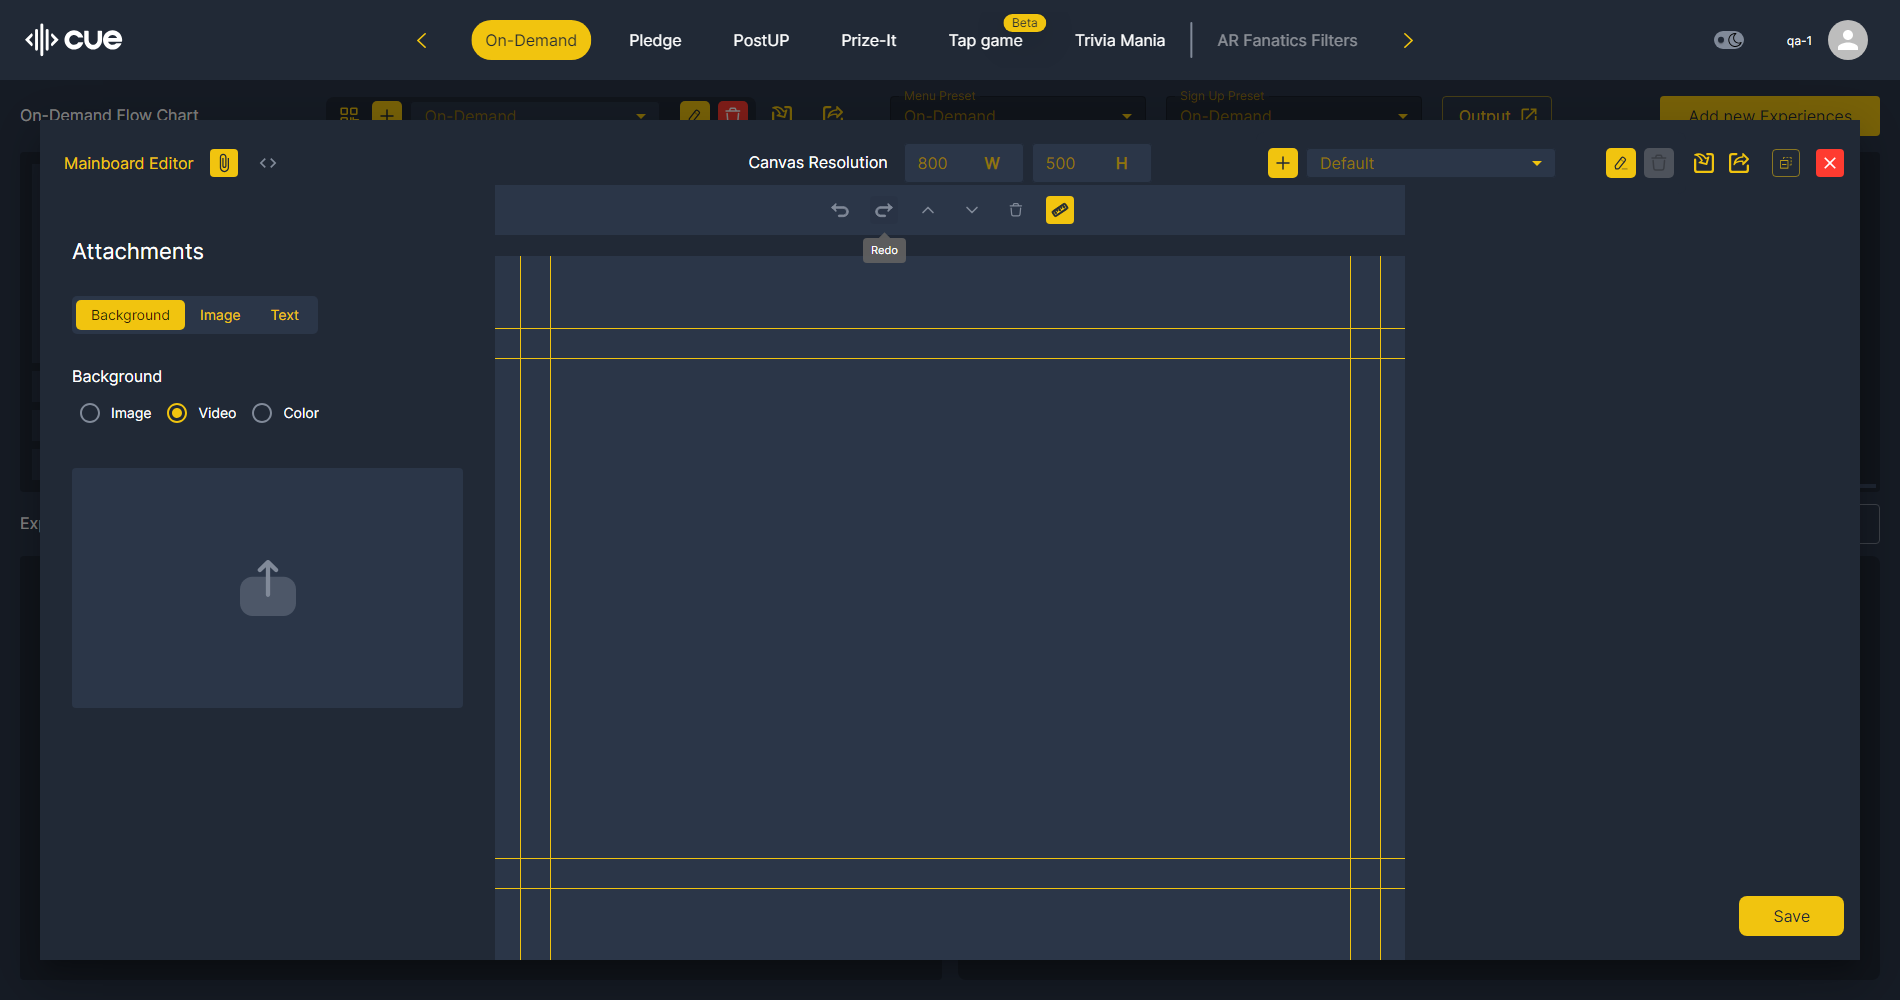 cue
On-Demand
Pledge
PostUP
Prize-It
Tap game
Beta
Trivia Mania
AR Fanatics Filters
qa-1
On-Demand Flow Chart
On-Demand
Menu Preset
On-Demand
Sign Up Preset
On-Demand
Output
Add new Experiences
Mainboard Editor
Canvas Resolution
800 W
500 H
Default
Redo
Attachments
Background
Image
Text
Background
Image
Video
Color
Save